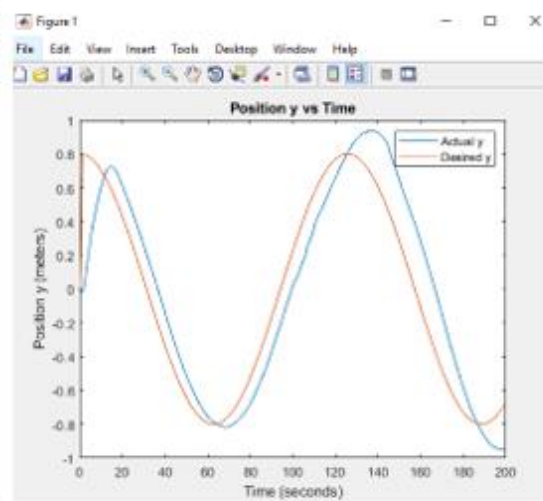 Figure 1
File Edit View Insert Tools Desktop Window Help
Position y vs Time
Actual y
Desired y
Position y (meters)
1
0.8
0.6
0.4
0.2
0
-0.2
-0.4
-0.6
-0.8
-1
0 20 40 60 80 100 120 140 160 180 200
Time (seconds)